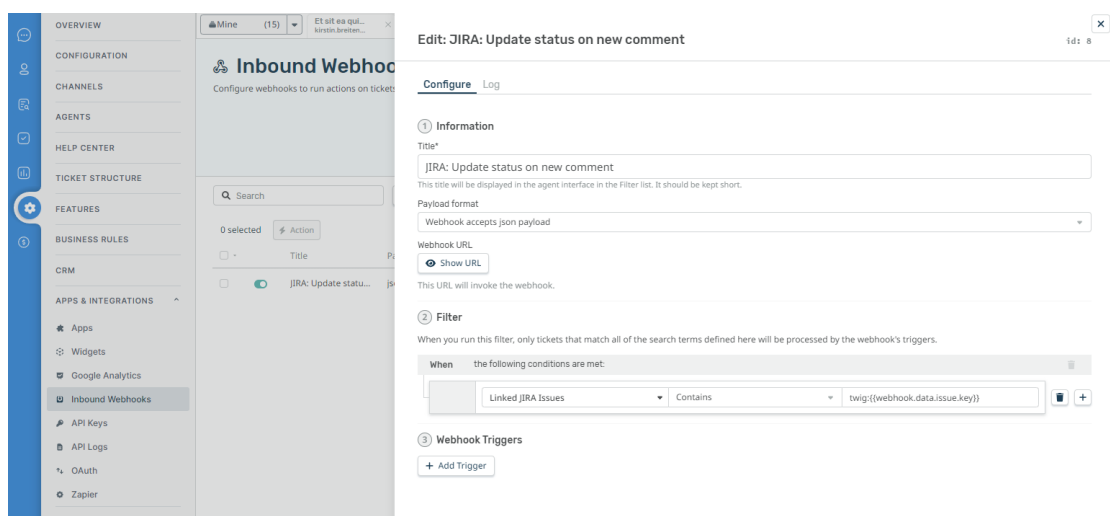 OVERVIEW
CONFIGURATION
CHANNELS
AGENTS
HELP CENTER
TICKET STRUCTURE
FEATURES
BUSINESS RULES
CRM
APPS & INTEGRATIONS
Apps
Widgets
Google Analytics
Inbound Webhooks
API Keys
API Logs
OAuth
Zapier
Mine (15)
Et sit ea qui...
kirstin.breiten...
Inbound Webhoo
Configure webhooks to run actions on tickets
Search
0 selected
Action
Title
Pa
JIRA: Update statu...
jso
Edit: JIRA: Update status on new comment
id: 8
Configure Log
1 Information
Title*
JIRA: Update status on new comment
This title will be displayed in the agent interface in the Filter list. It should be kept short.
Payload format
Webhook accepts json payload
Webhook URL
Show URL
This URL will invoke the webhook.
2 Filter
When you run this filter, only tickets that match all of the search terms defined here will be processed by the webhook's triggers.
When the following conditions are met:
Linked JIRA Issues Contains twig:{{webhook.data.issue.key}}
3 Webhook Triggers
+ Add Trigger